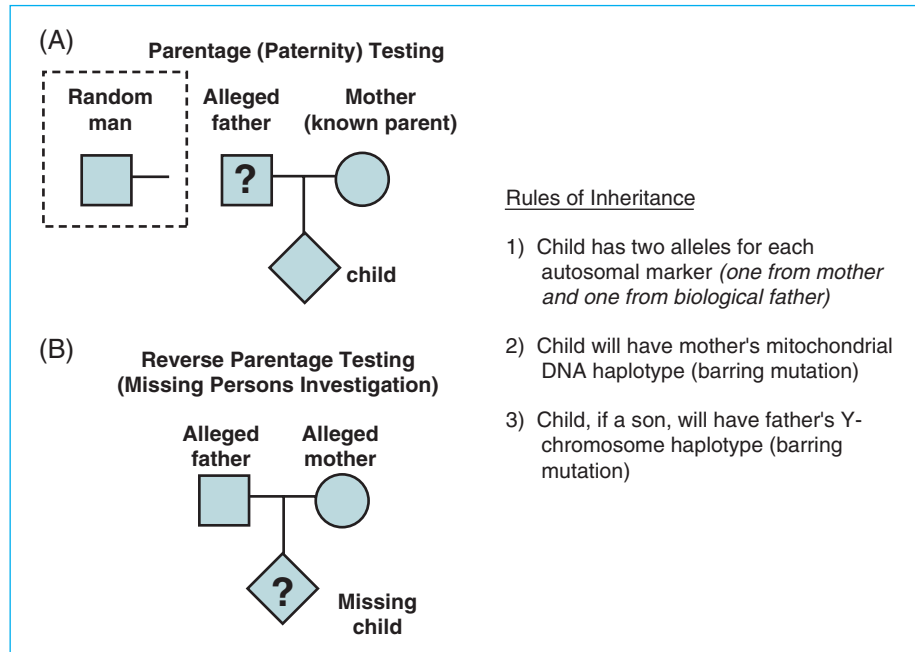 (A)
Parentage (Paternity) Testing
Random
man
Alleged
father
Mother
(known parent)
?
child
(B)
Reverse Parentage Testing
(Missing Persons Investigation)
Alleged
father
Alleged
mother
?
Missing
child
Rules of Inheritance
1) Child has two alleles for each
autosomal marker (one from mother
and one from biological father)
2) Child will have mother's mitochondrial
DNA haplotype (barring mutation)
3) Child, if a son, will have father's Y-
chromosome haplotype (barring
mutation)